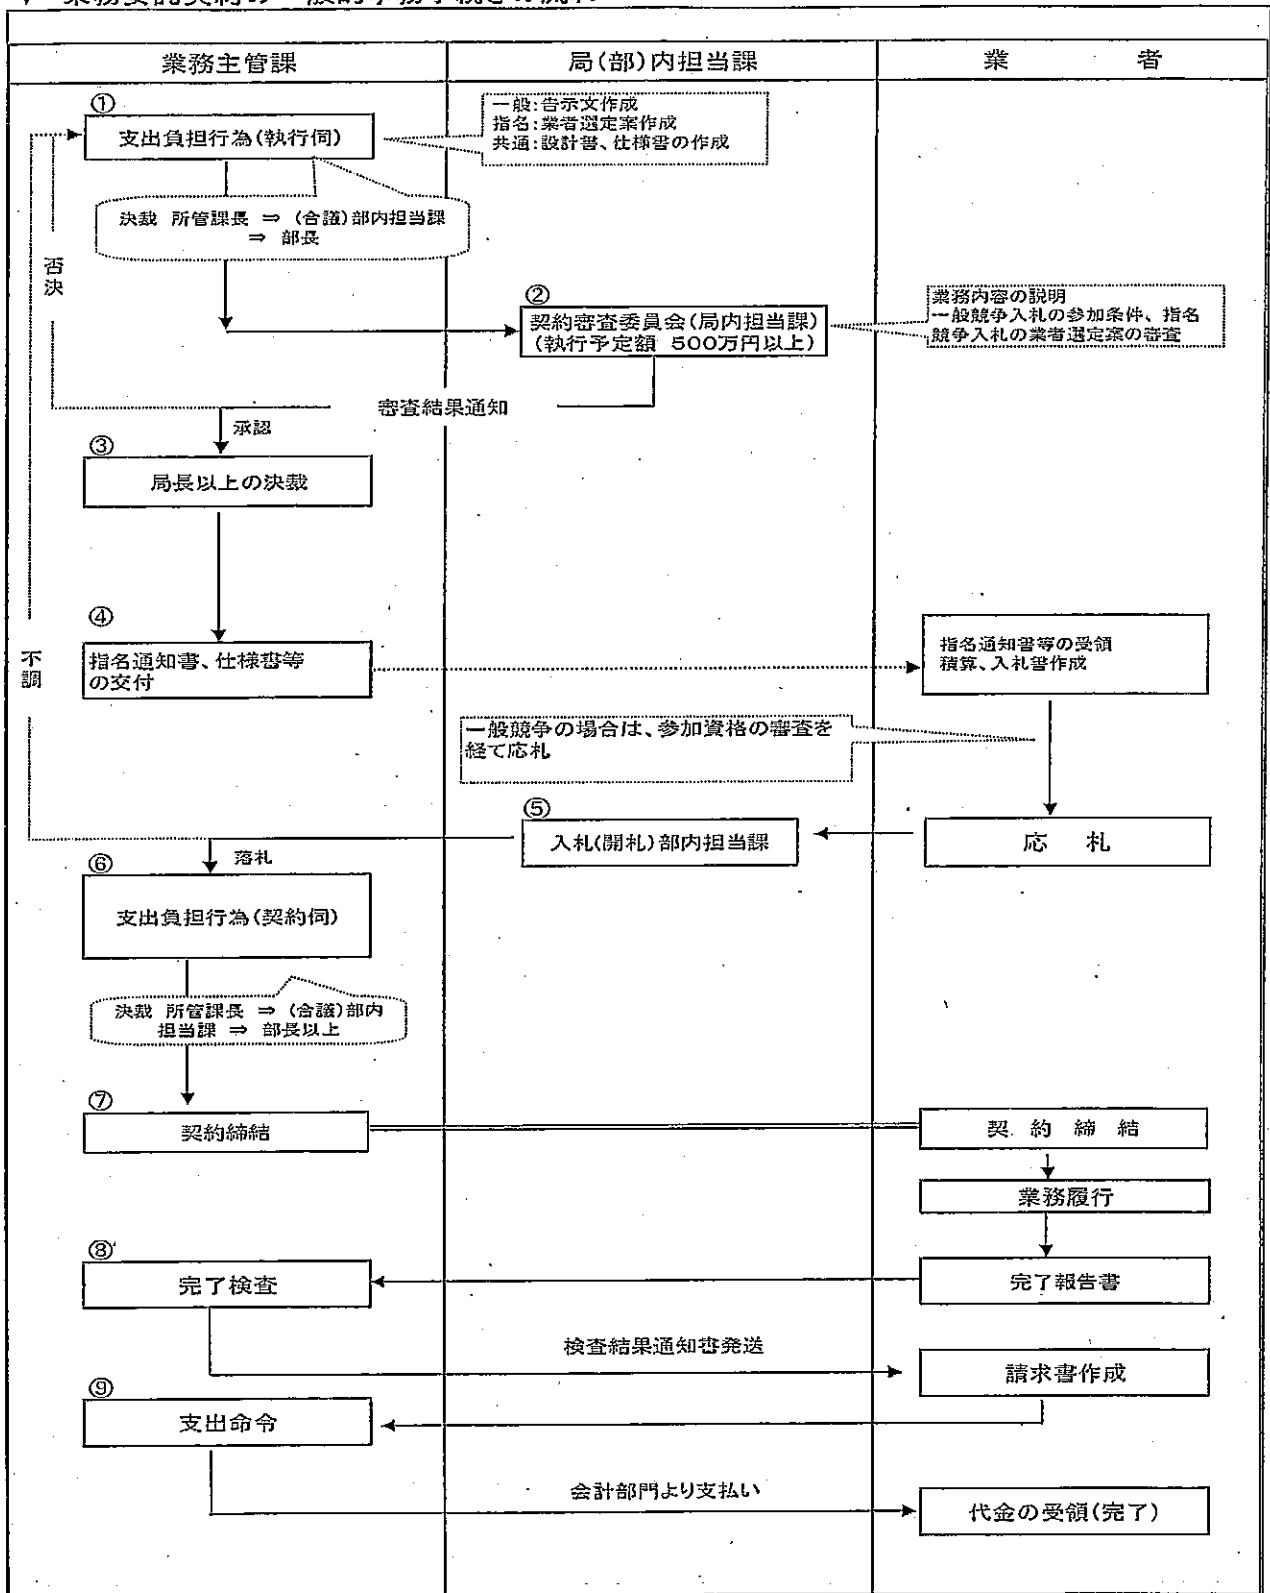 業務主管課
局(部)内担当課
業　者
①
支出負担行為(執行伺)
一般:告示文作成
指名:業者選定案作成
共通:設計書、仕様書の作成
決裁 所管課長 ⇒ (合議)部内担当課
⇒ 部長
否決
②
契約審査委員会(局内担当課)
(執行予定額 500万円以上)
業務内容の説明
一般競争入札の参加条件、指名
競争入札の業者選定案の審査
審査結果通知
承認
③
局長以上の決裁
④
指名通知書、仕様書等
の交付
指名通知書等の受領
積算、入札書作成
不調
一般競争の場合は、参加資格の審査を
経て応札
⑤
入札(開札)部内担当課
応　札
落札
⑥
支出負担行為(契約伺)
決裁 所管課長 ⇒ (合議)部内
担当課 ⇒ 部長以上
⑦
契約締結
契 約 締 結
業務履行
⑧
完了検査
完了報告書
検査結果通知書発送
請求書作成
⑨
支出命令
会計部門より支払い
代金の受領(完了)